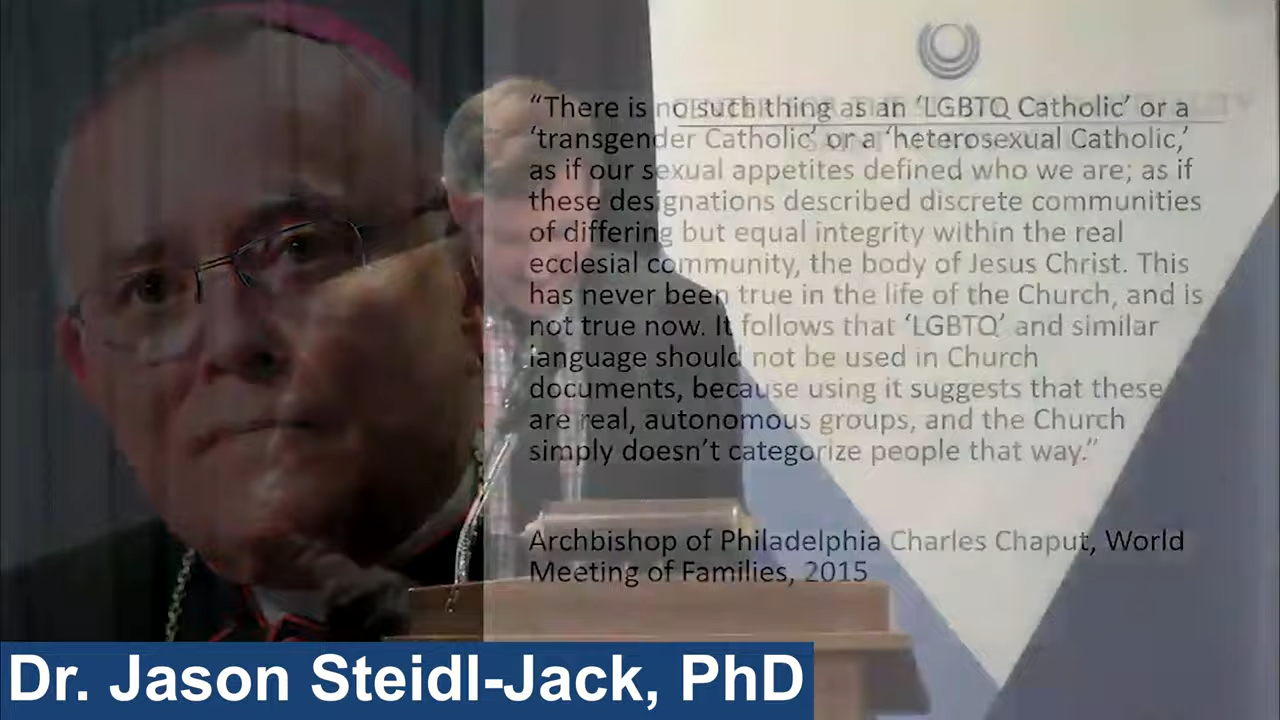 “There is no such thing as an ‘LGBTQ Catholic’ or a
‘transgender Catholic’ or a ‘heterosexual Catholic,’
as if our sexual appetites defined who we are; as if
these designations described discrete communities
of differing but equal integrity within the real
ecclesial community, the body of Jesus Christ. This
has never been true in the life of the Church, and is
not true now. It follows that ‘LGBTQ’ and similar
language should not be used in Church
documents, because using it suggests that these
are real, autonomous groups, and the Church
simply doesn’t categorize people that way.”
Archbishop of Philadelphia Charles Chaput, World
Meeting of Families, 2015
Dr. Jason Steidl-Jack, PhD